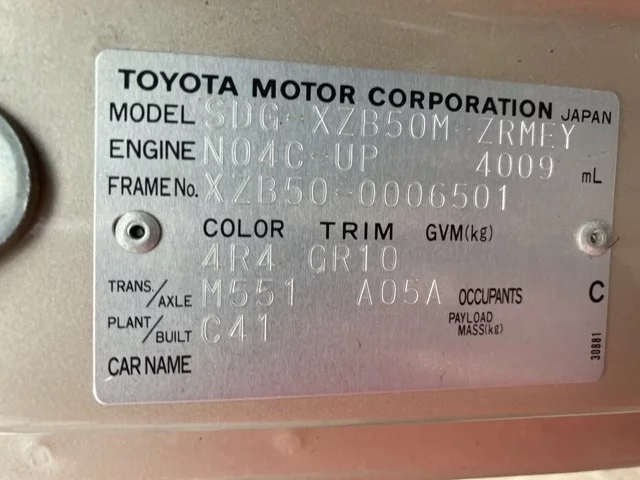 TOYOTA MOTOR CORPORATION JAPAN
MODEL SDG-XZB50M-ZRMEY
ENGINE N04C-UP 4009 mL
FRAME No. XZB50-0006501
COLOR TRIM GVM(kg)
4R4 GR10
TRANS./AXLE M551 A05A OCCUPANTS C
PLANT/BUILT C41 PAYLOAD MASS(kg)
CAR NAME
30881